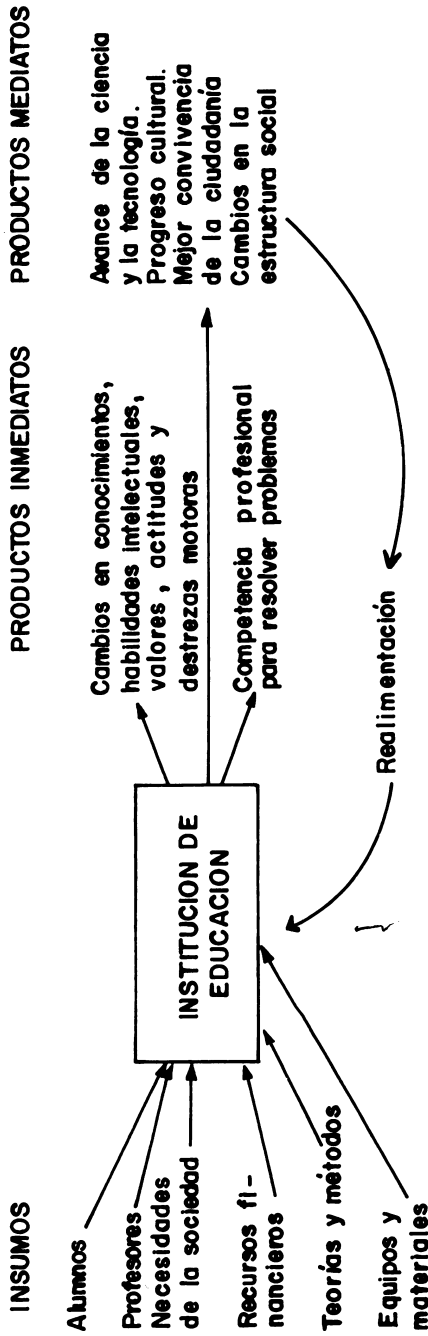 INSUMOS
Alumnos
Profesores
Necesidades
de la sociedad
Recursos fi-
nancieros
Teorías y métodos
Equipos y
materiales
INSTITUCION DE
EDUCACION
PRODUCTOS INMEDIATOS
Cambios en conocimientos,
habilidades intelectuales,
valores, actitudes y
destrezas motoras
Competencia profesional
para resolver problemas
PRODUCTOS MEDIATOS
Avance de la ciencia
y la tecnología.
Progreso cultural.
Mejor convivencia
de la ciudadanía
Cambios en la
estructura social
Realimentación